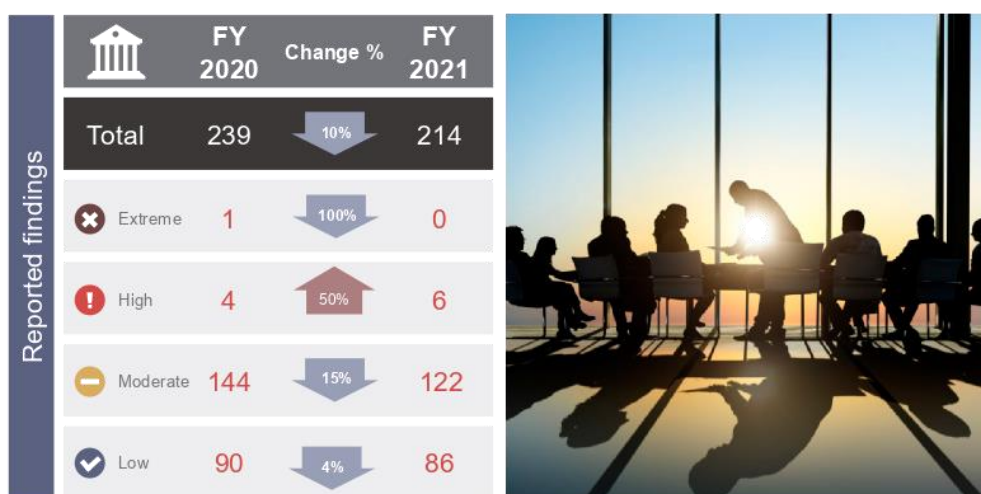 Reported findings
FY 2020 Change % FY 2021
Total 239 10% 214
Extreme 1 100% 0
High 4 50% 6
Moderate 144 15% 122
Low 90 4% 86